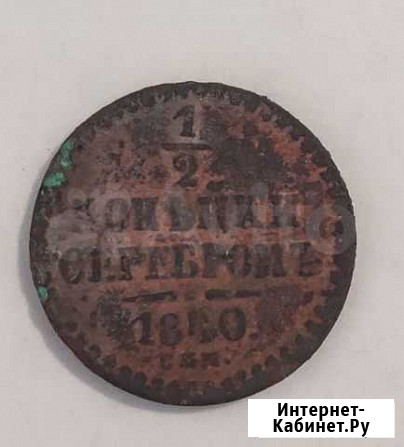 1
2
КОПѢЙКИ
СЕРЕБРОМЪ
1840
Интернет-
Кабинет.Ру